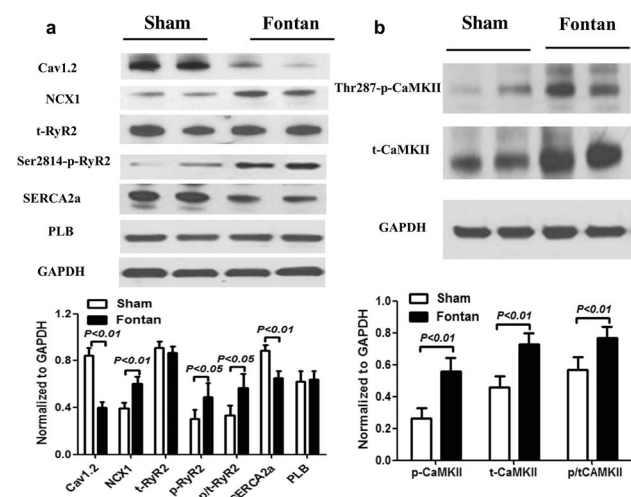 a
Sham Fontan
Cav1.2
NCX1
t-RyR2
Ser2814-p-RyR2
SERCA2a
PLB
GAPDH
Normalized to GAPDH
1.2
0.8
0.4
0.0
Sham
Fontan
P<0.01
P<0.01
P<0.05
P<0.05
P<0.01
Cav1.2 NCX1 t-RyR2 p-RyR2 p/t-RyR2 SERCA2a PLB
b
Sham Fontan
Thr287-p-CaMKII
t-CaMKII
GAPDH
Normalized to GAPDH
1.0
0.8
0.6
0.4
0.2
0.0
Sham
Fontan
P<0.01
P<0.01
P<0.01
p-CaMKII t-CaMKII p/tCAMKII